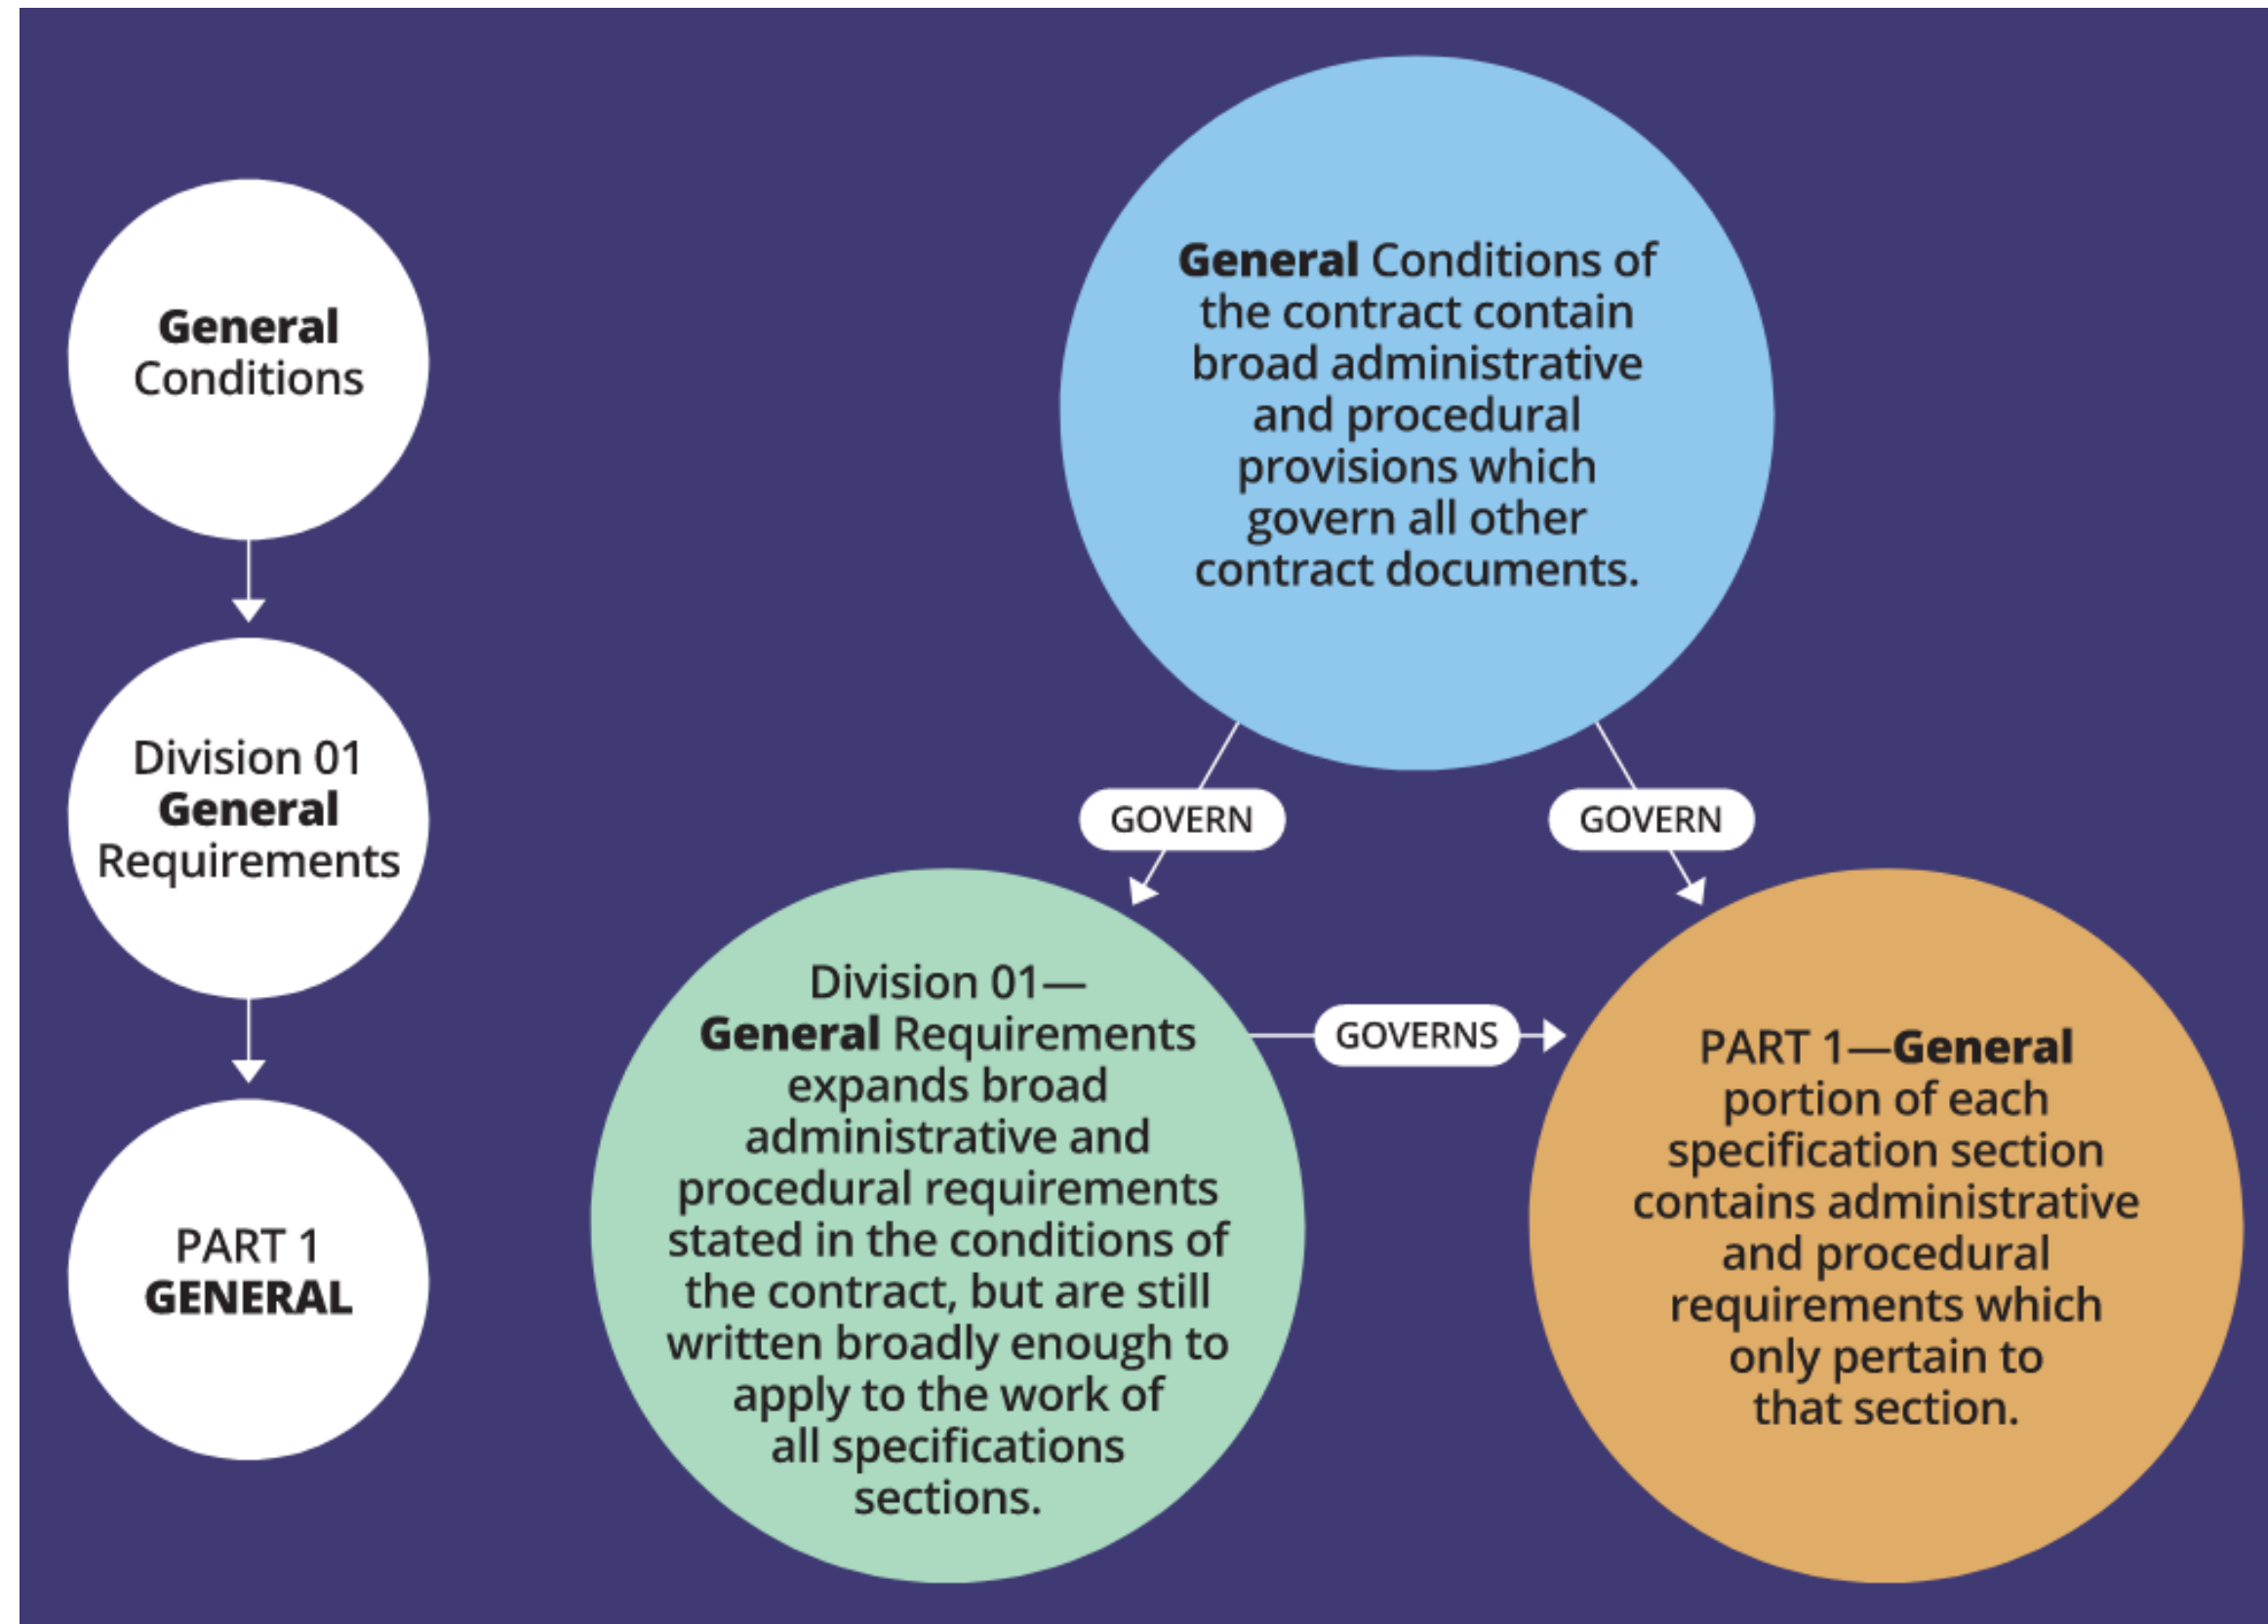 General
Conditions
Division 01
General
Requirements
PART 1
GENERAL
General Conditions of
the contract contain
broad administrative
and procedural
provisions which
govern all other
contract documents.
GOVERN
GOVERN
Division 01—
General Requirements
expands broad
administrative and
procedural requirements
stated in the conditions of
the contract, but are still
written broadly enough to
apply to the work of
all specifications
sections.
GOVERNS
PART 1—General
portion of each
specification section
contains administrative
and procedural
requirements which
only pertain to
that section.